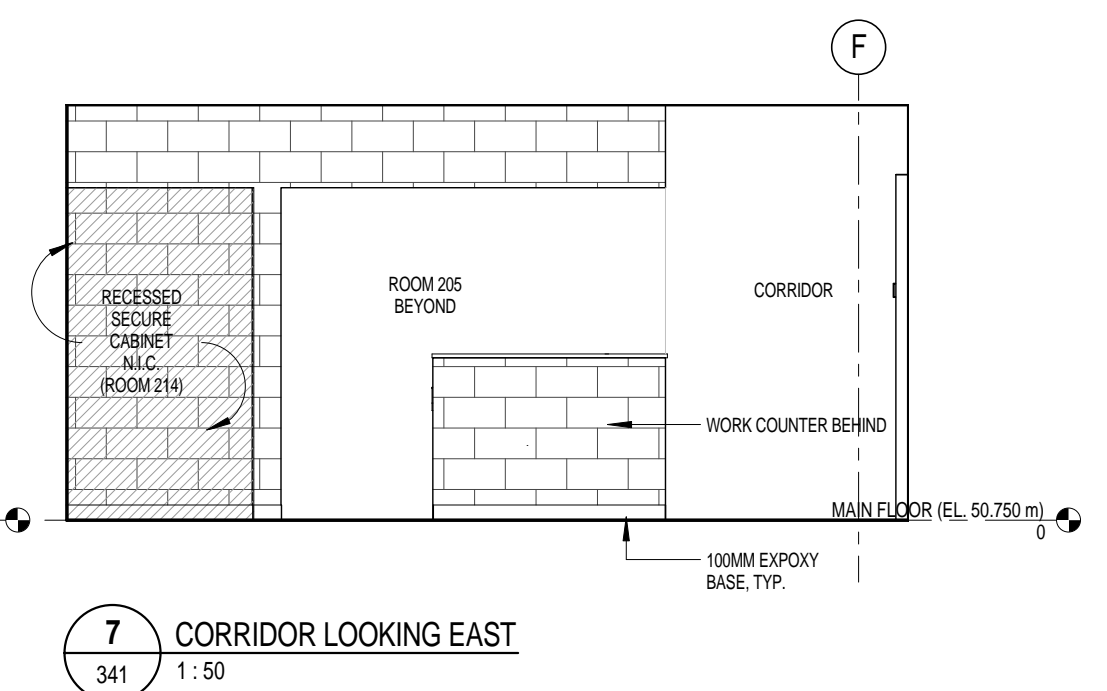 F
RECESSED
SECURE
CABINET
N.I.C.
(ROOM 214)
ROOM 205
BEYOND
CORRIDOR
WORK COUNTER BEHIND
MAIN FLOOR (EL. 50.750 m)
0
100MM EXPOXY
BASE, TYP.
7
341
CORRIDOR LOOKING EAST
1 : 50